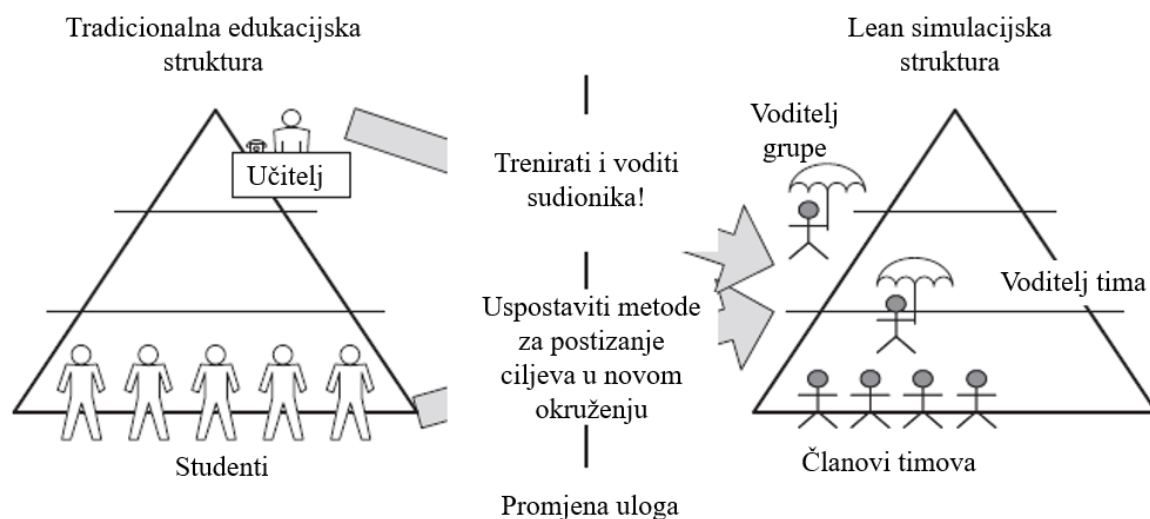 Tradicionalna edukacijska
struktura
Učitelj
Studenti
Trenirati i voditi
sudionika!
Uspostaviti metode
za postizanje
ciljeva u novom
okruženju
Promjena uloga
Lean simulacijska
struktura
Voditelj
grupe
Voditelj tima
Članovi timova